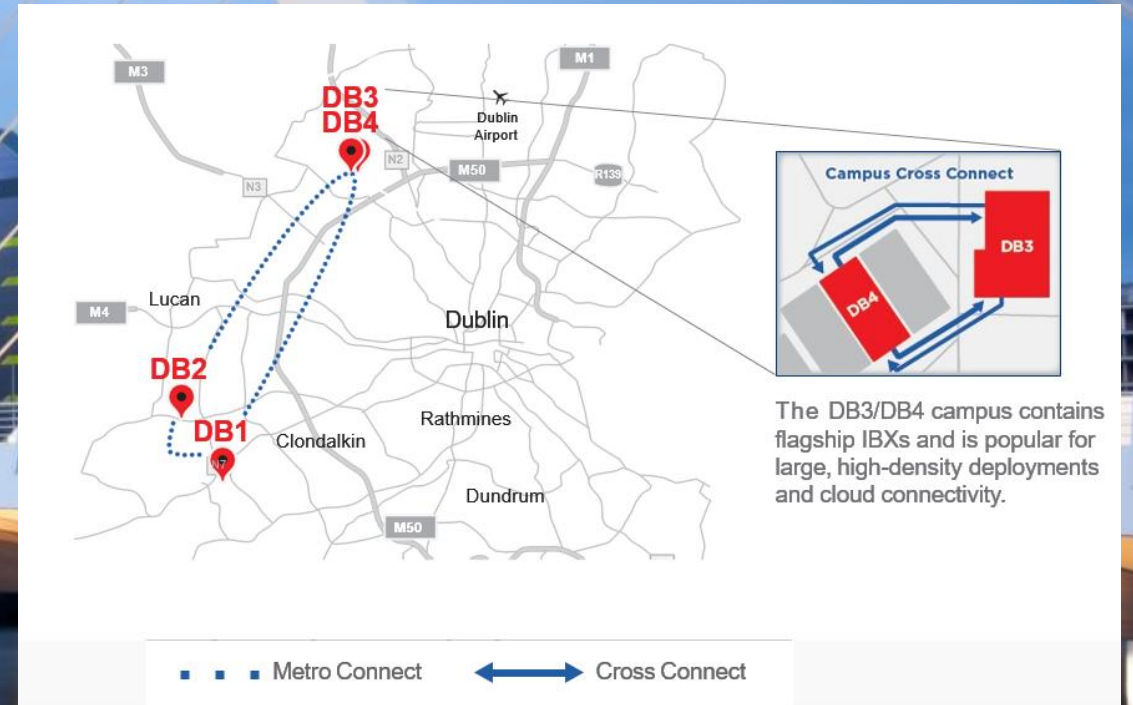 M3
M1
DB3
DB4
Dublin
Airport
N2
M50
R139
N3
Lucan
M4
Dublin
DB2
Rathmines
DB1
Clondalkin
N7
Dundrum
M50
Campus Cross Connect
DB3
DB4
The DB3/DB4 campus contains
flagship IBXs and is popular for
large, high-density deployments
and cloud connectivity.
Metro Connect
Cross Connect